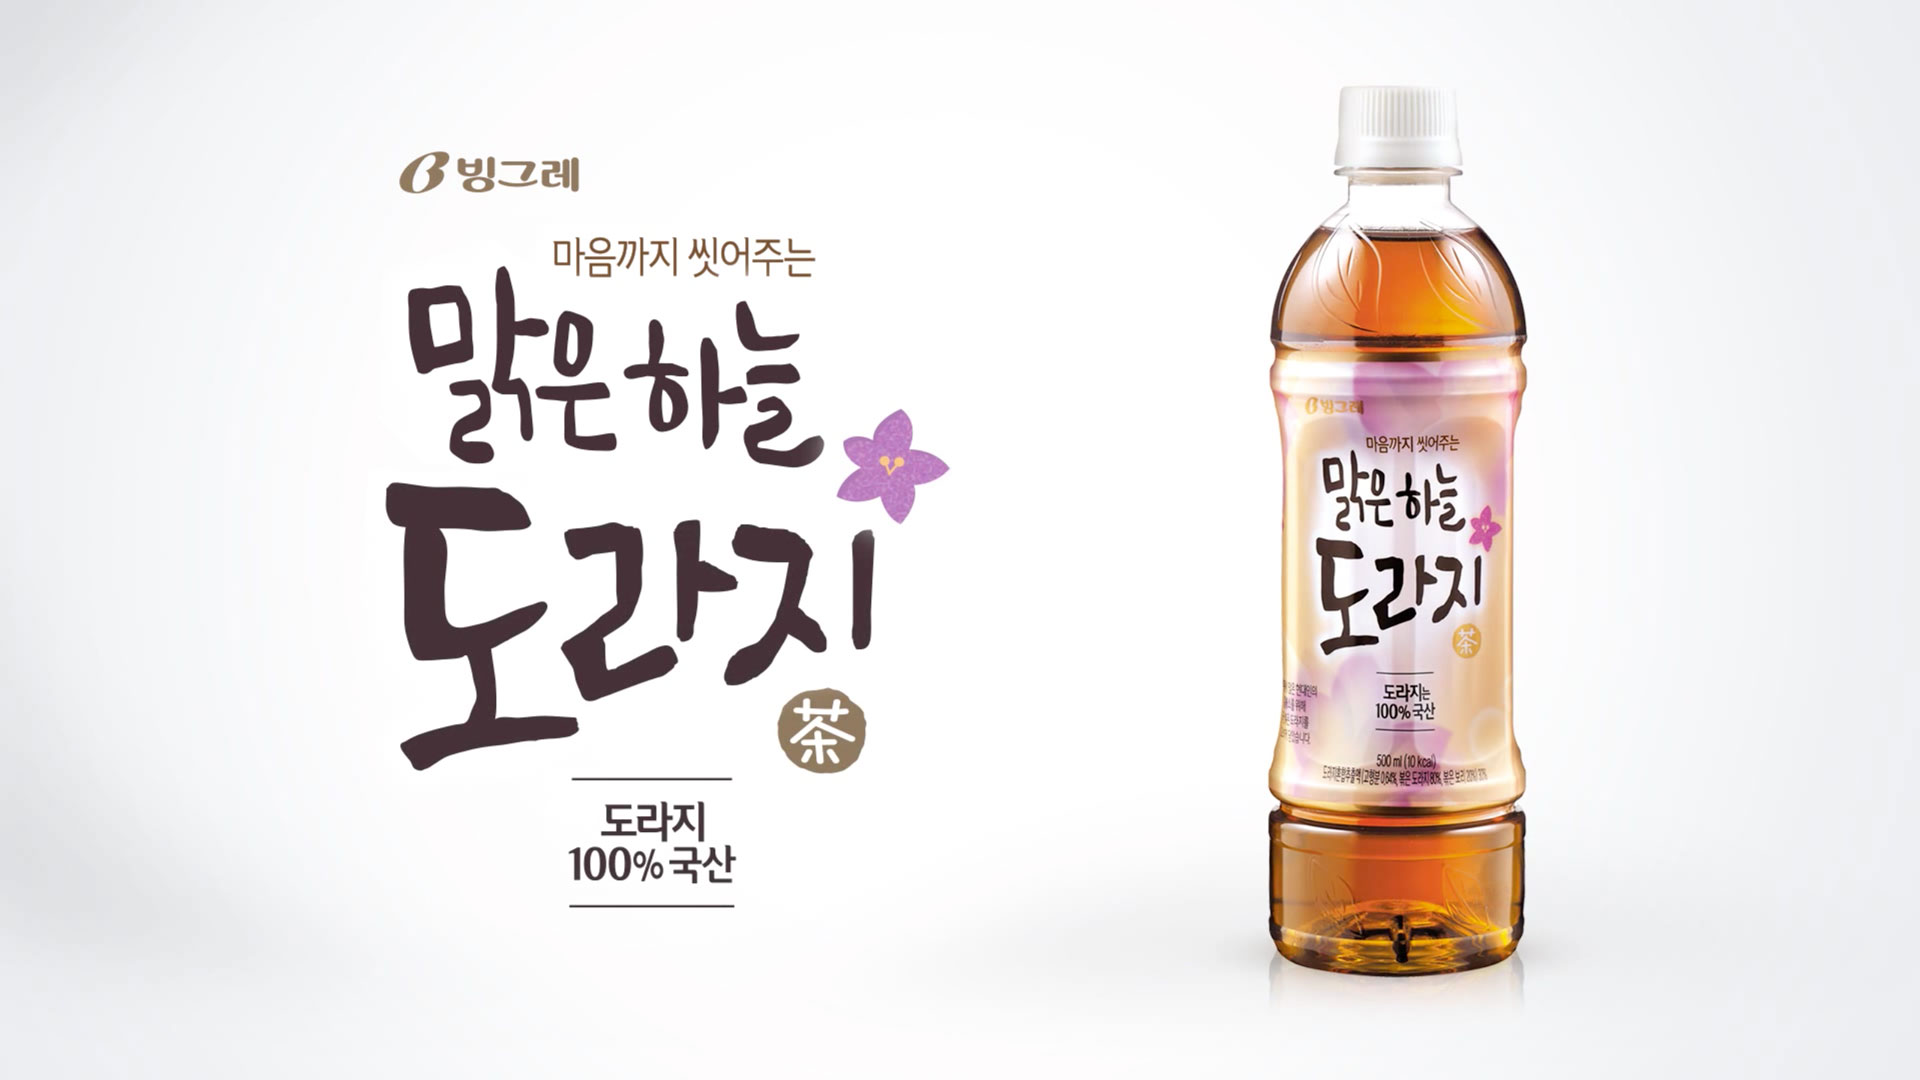 빙그레
마음까지 씻어주는
맑은 하늘
도라지
茶
도라지
100% 국산
빙그레
마음까지 씻어주는
맑은 하늘
도라지
茶
도라지는
100% 국산
500 ml (10 kcal)